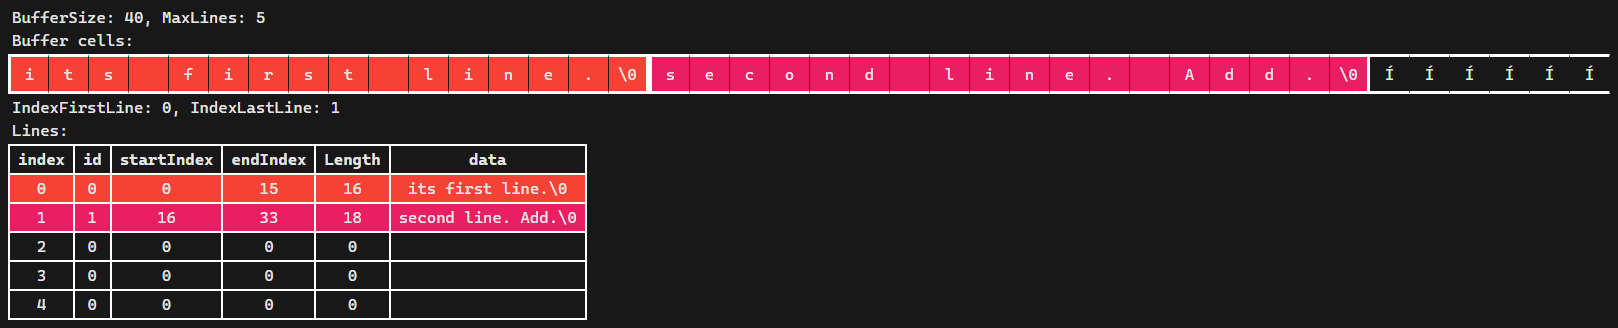 BufferSize: 40, MaxLines: 5
Buffer cells:
i t s   f i r s t   l i n e . \0 s e c o n d   l i n e .   A d d . \0 Í Í Í Í Í Í
IndexFirstLine: 0, IndexLastLine: 1
Lines:
index id startIndex endIndex Length data
0 0 0 15 16 its first line.\0
1 1 16 33 18 second line. Add.\0
2 0 0 0 0
3 0 0 0 0
4 0 0 0 0